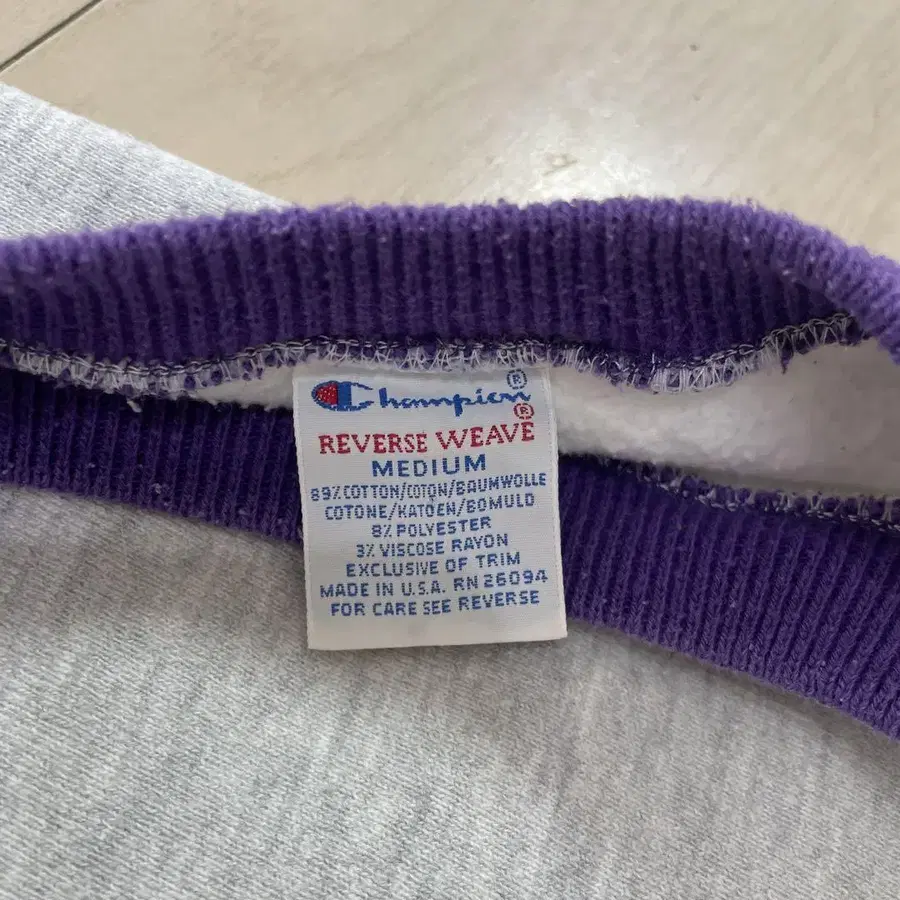 Champion®
REVERSE WEAVE®
MEDIUM
89% COTTON/COTON/BAUMWOLLE
COTONE/KATOEN/BOMULD
8% POLYESTER
3% VISCOSE RAYON
EXCLUSIVE OF TRIM
MADE IN U.S.A. RN 26094
FOR CARE SEE REVERSE